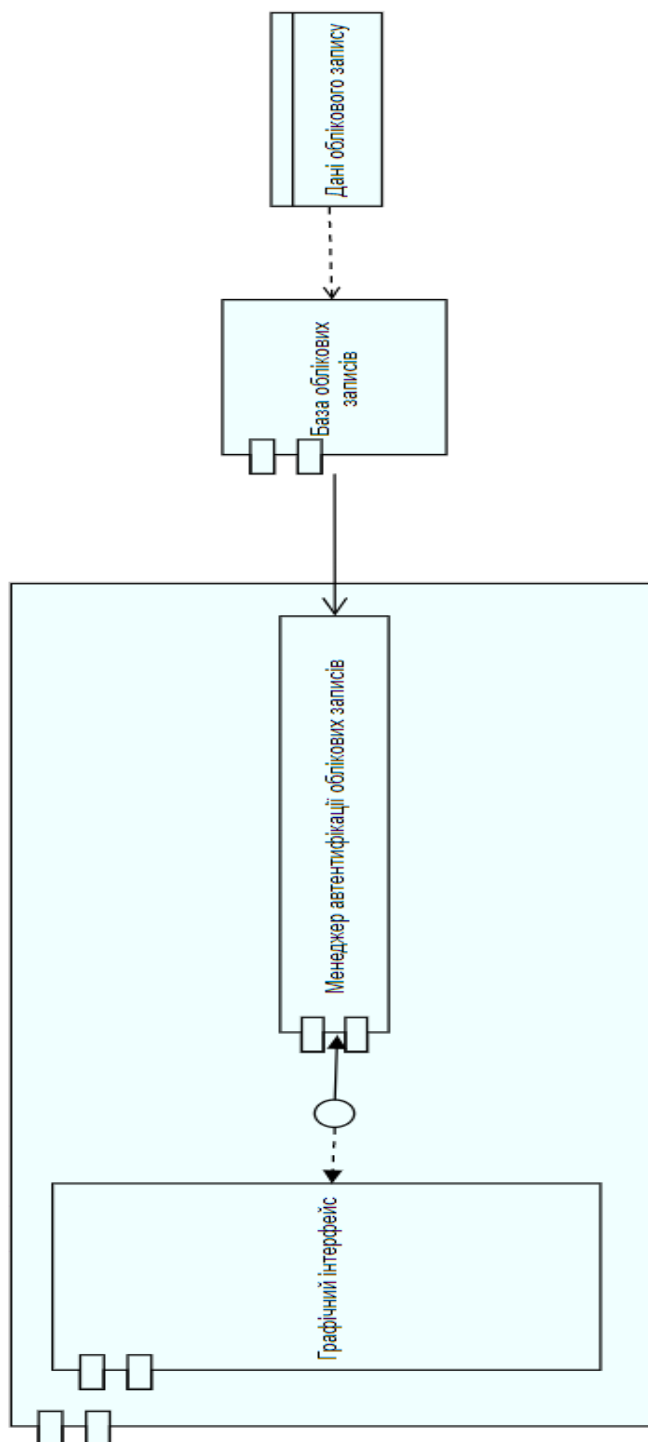 Дані облікового запису
База облікових
записів
Менеджер автентифікації облікових записів
Графічний інтерфейс